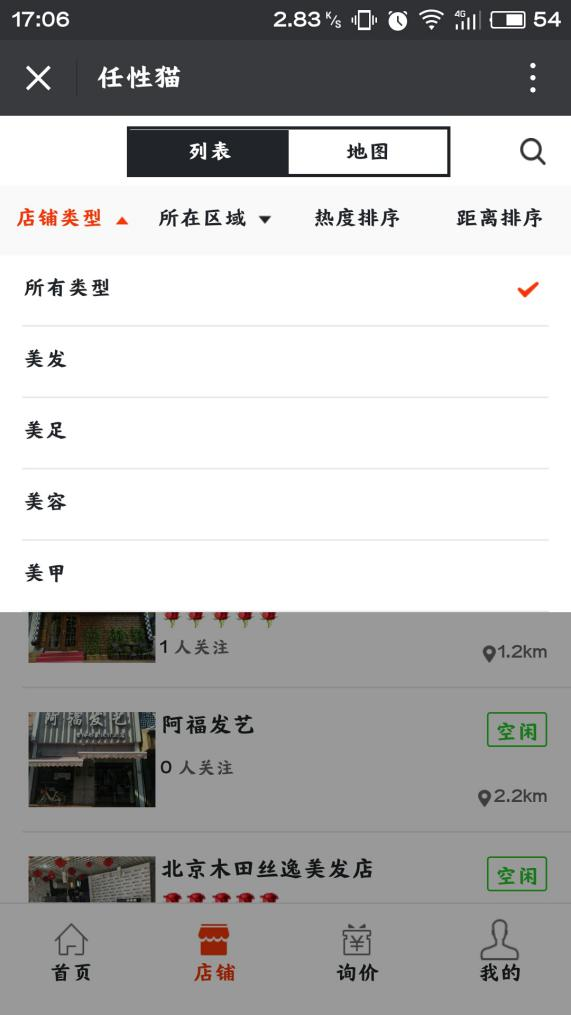 17:06 2.83 K/s 4G 54
任性猫
列表 地图
店铺类型 所在区域 热度排序 距离排序
所有类型
美发
美足
美容
美甲
1 人关注
1.2km
阿福发艺
阿福发艺 空闲
0 人关注
2.2km
北京木田丝逸美发店
空闲
首页 店铺 询价 我的